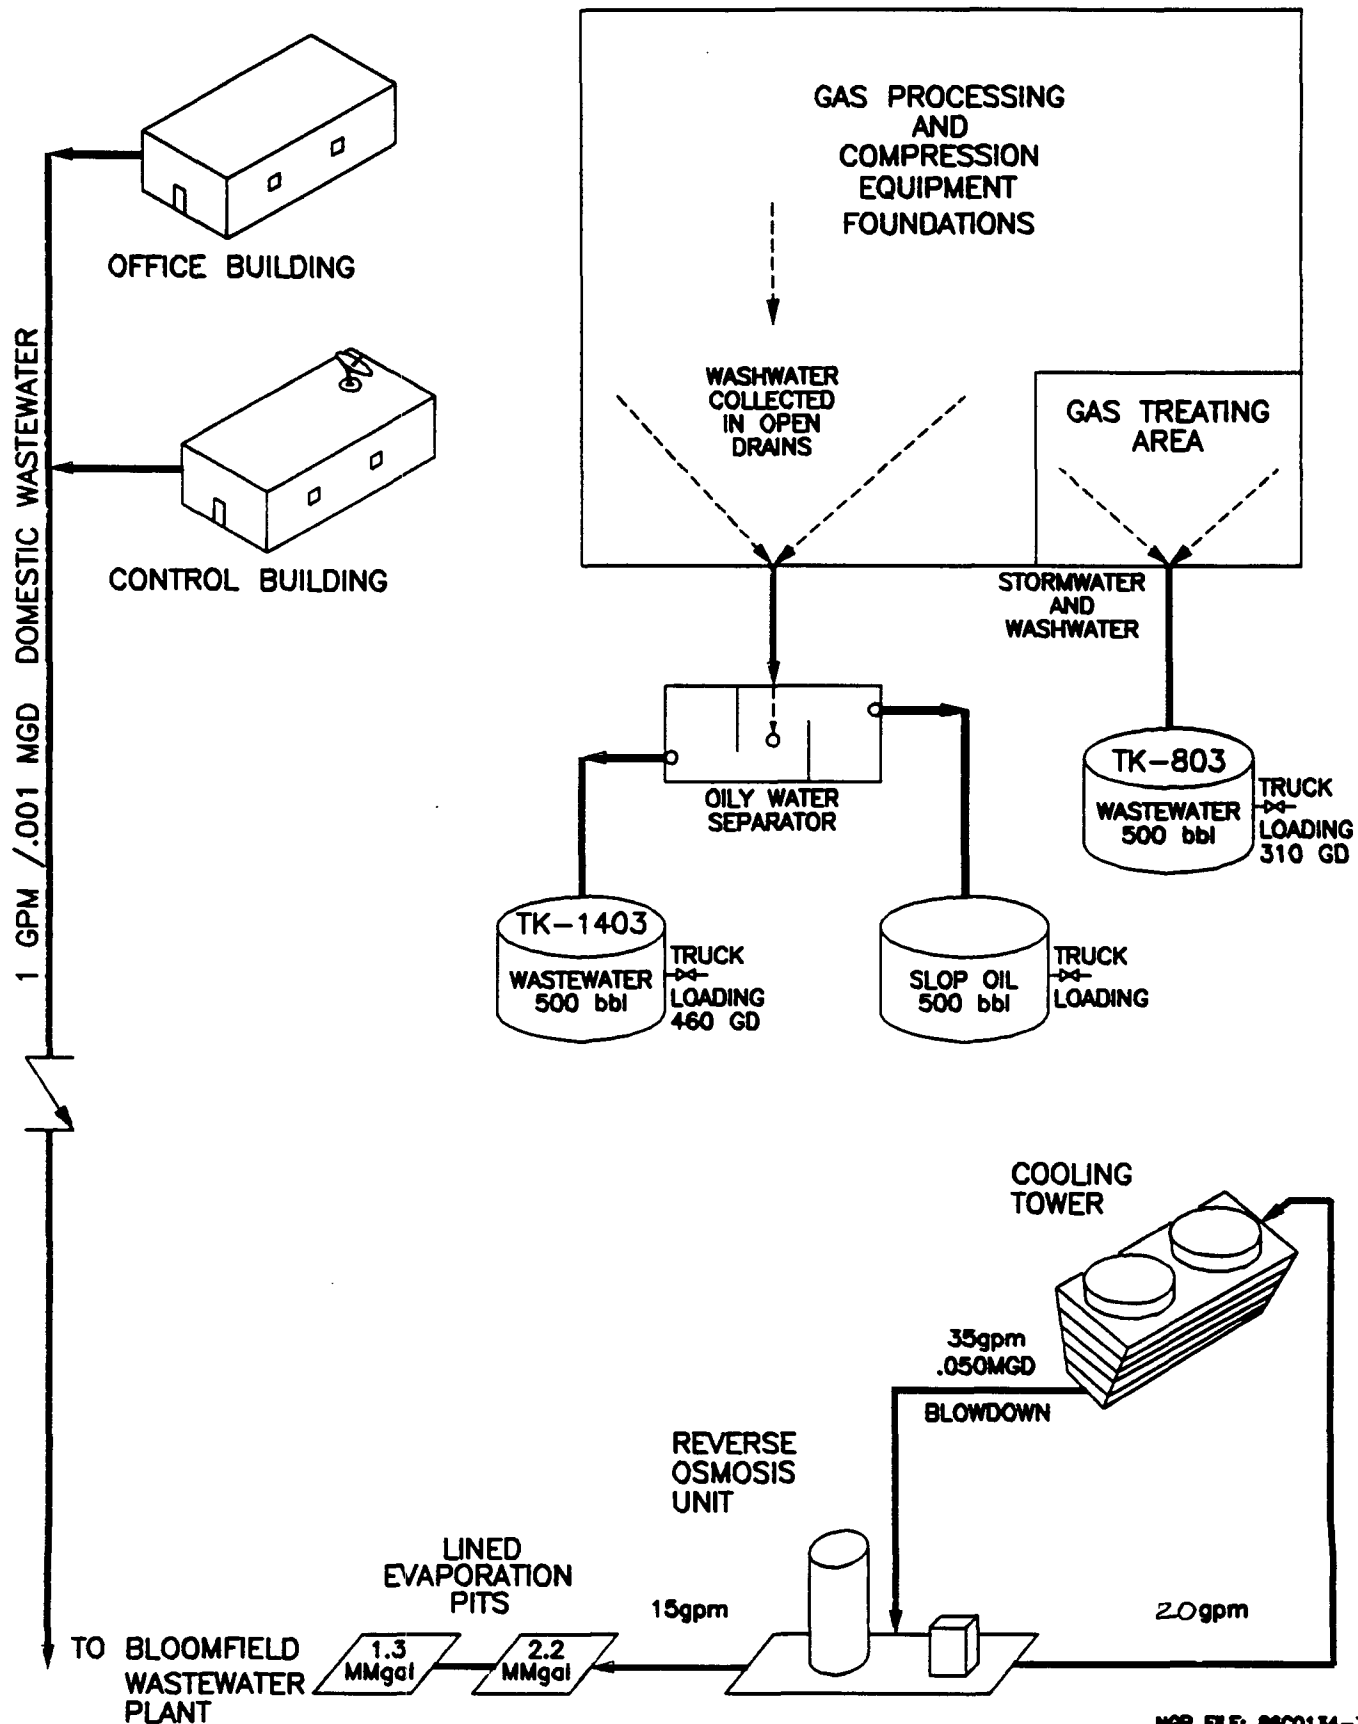 GAS PROCESSING
AND
COMPRESSION
EQUIPMENT
FOUNDATIONS
OFFICE BUILDING
WASHWATER
COLLECTED
IN OPEN
DRAINS
GAS TREATING
AREA
CONTROL BUILDING
STORMWATER
AND
WASHWATER
1 GPM /.001 MGD DOMESTIC WASTEWATER
OILY WATER
SEPARATOR
TK-803
WASTEWATER
500 bbl
TRUCK
LOADING
310 GD
TK-1403
WASTEWATER
500 bbl
TRUCK
LOADING
460 GD
SLOP OIL
500 bbl
TRUCK
LOADING
COOLING
TOWER
35gpm
.050MGD
BLOWDOWN
REVERSE
OSMOSIS
UNIT
LINED
EVAPORATION
PITS
15gpm
20gpm
1.3
MMgal
2.2
MMgal
TO BLOOMFIELD
WASTEWATER
PLANT